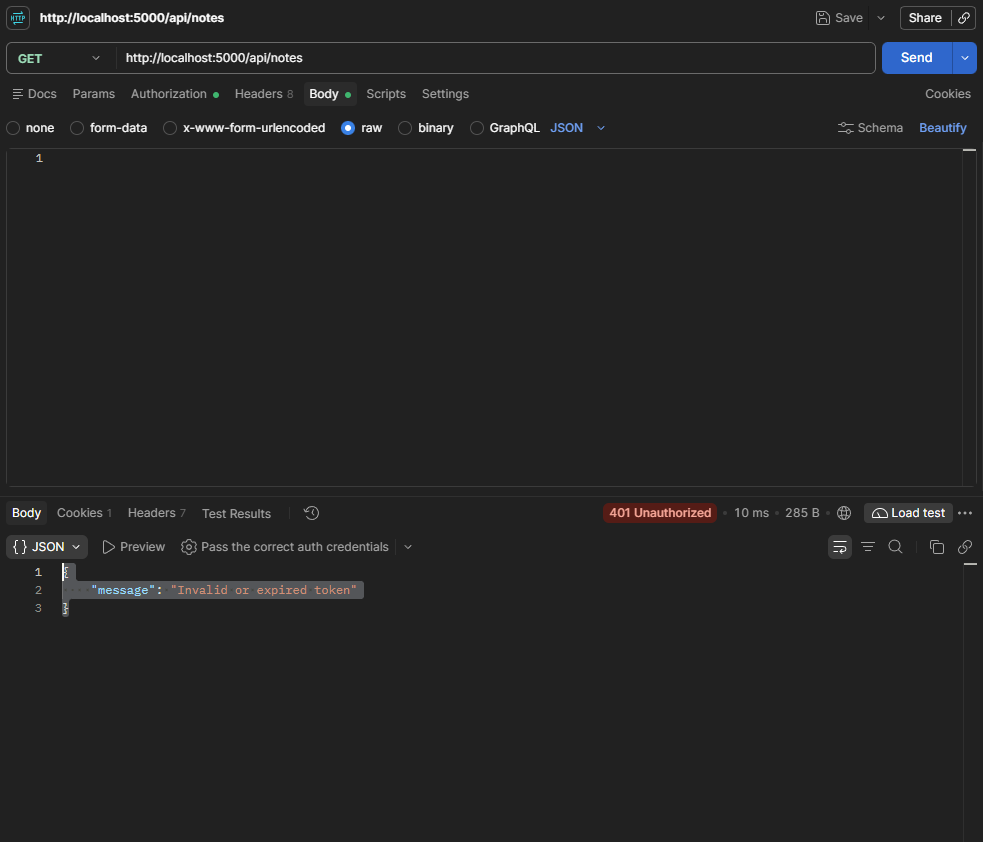 HTTP http://localhost:5000/api/notes Save Share
GET http://localhost:5000/api/notes Send
Docs Params Authorization Headers 8 Body Scripts Settings Cookies
none form-data x-www-form-urlencoded raw binary GraphQL JSON Schema Beautify
1
Body Cookies 1 Headers 7 Test Results 401 Unauthorized • 10 ms • 285 B • Load test
{} JSON Preview Pass the correct auth credentials
1 {
2 "message": "Invalid or expired token"
3 }